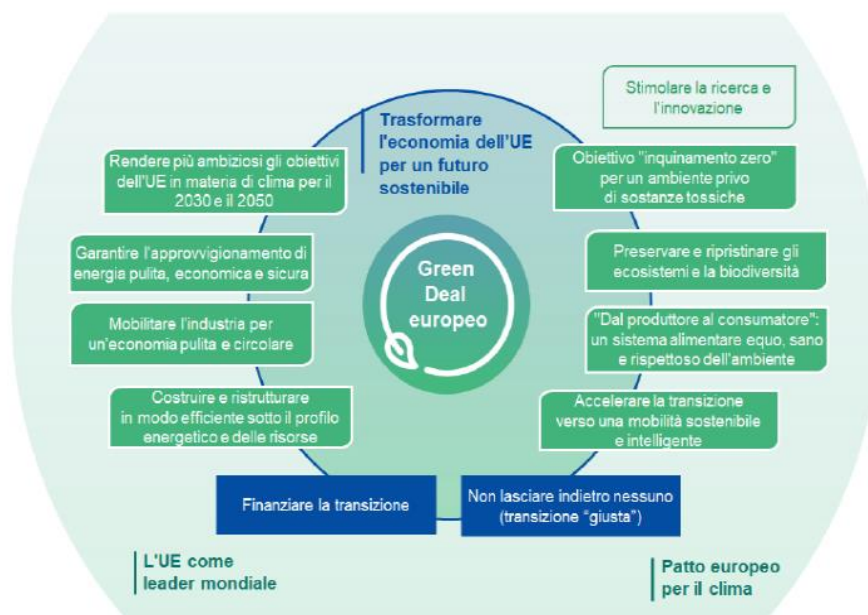 Trasformare
l'economia dell'UE
per un futuro
sostenibile
Stimolare la ricerca e
l'innovazione
Rendere più ambiziosi gli obiettivi
dell'UE in materia di clima per il
2030 e il 2050
Obiettivo "inquinamento zero"
per un ambiente privo
di sostanze tossiche
Garantire l'approvvigionamento di
energia pulita, economica e sicura
Green
Deal
europeo
Preservare e ripristinare gli
ecosistemi e la biodiversità
Mobilitare l'industria per
un'economia pulita e circolare
"Dal produttore al consumatore":
un sistema alimentare equo, sano
e rispettoso dell'ambiente
Costruire e ristrutturare
in modo efficiente sotto il profilo
energetico e delle risorse
Accelerare la transizione
verso una mobilità sostenibile
e intelligente
Finanziare la transizione
Non lasciare indietro nessuno
(transizione "giusta")
L'UE come
leader mondiale
Patto europeo
per il clima